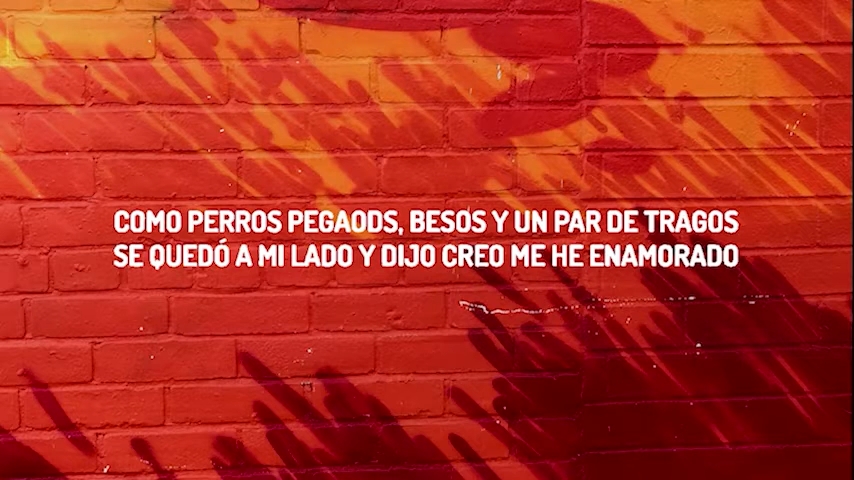 COMO PERROS PEGAODS, BESOS Y UN PAR DE TRAGOS
SE QUEDÓ A MI LADO Y DIJO CREO ME HE ENAMORADO